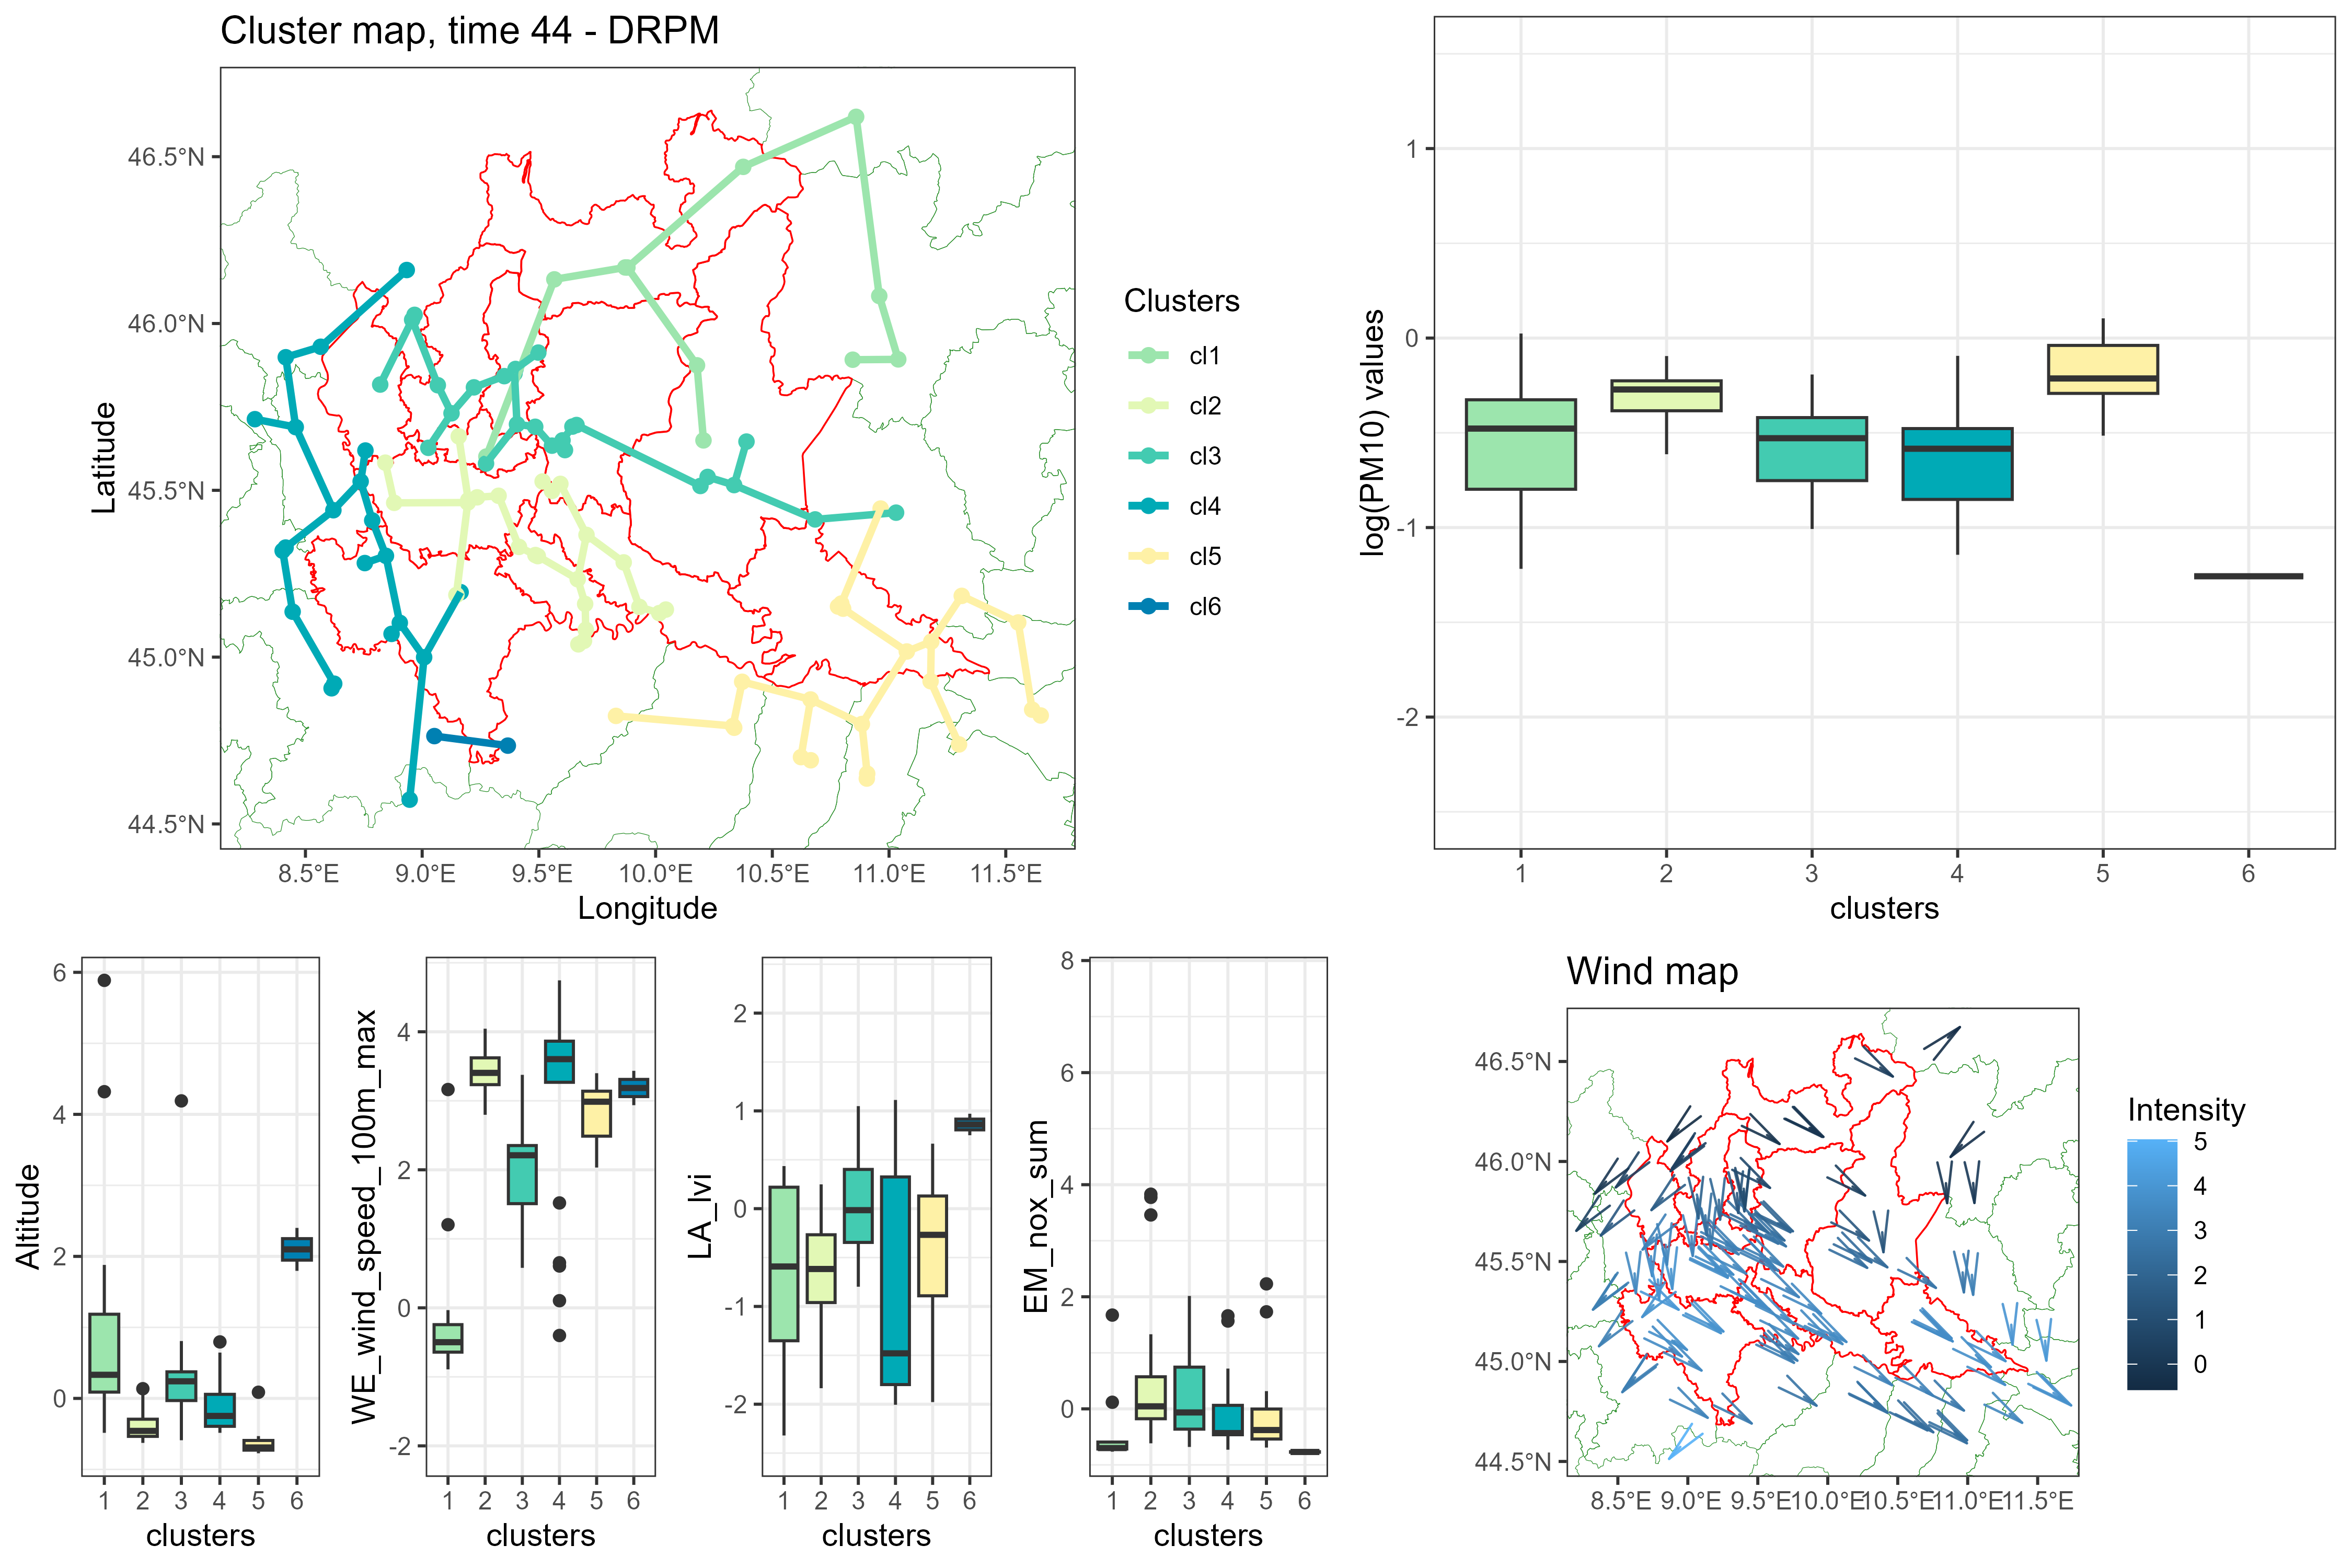 Cluster map, time 44 - DRPM
46.5°N
46.0°N
45.5°N
45.0°N
44.5°N
Latitude
8.5°E 9.0°E 9.5°E 10.0°E 10.5°E 11.0°E 11.5°E
Longitude
Clusters
cl1
cl2
cl3
cl4
cl5
cl6
log(PM10) values
1
0
-1
-2
1 2 3 4 5 6
clusters
Altitude
6
4
2
0
1 2 3 4 5 6
clusters
WE_wind_speed_100m_max
4
2
0
-2
1 2 3 4 5 6
clusters
LA_lvi
2
1
0
-1
-2
1 2 3 4 5 6
clusters
EM_nox_sum
8
6
4
2
0
1 2 3 4 5 6
clusters
Wind map
46.5°N
46.0°N
45.5°N
45.0°N
44.5°N
8.5°E 9.0°E 9.5°E 10.0°E 10.5°E 11.0°E 11.5°E
Intensity
5
4
3
2
1
0